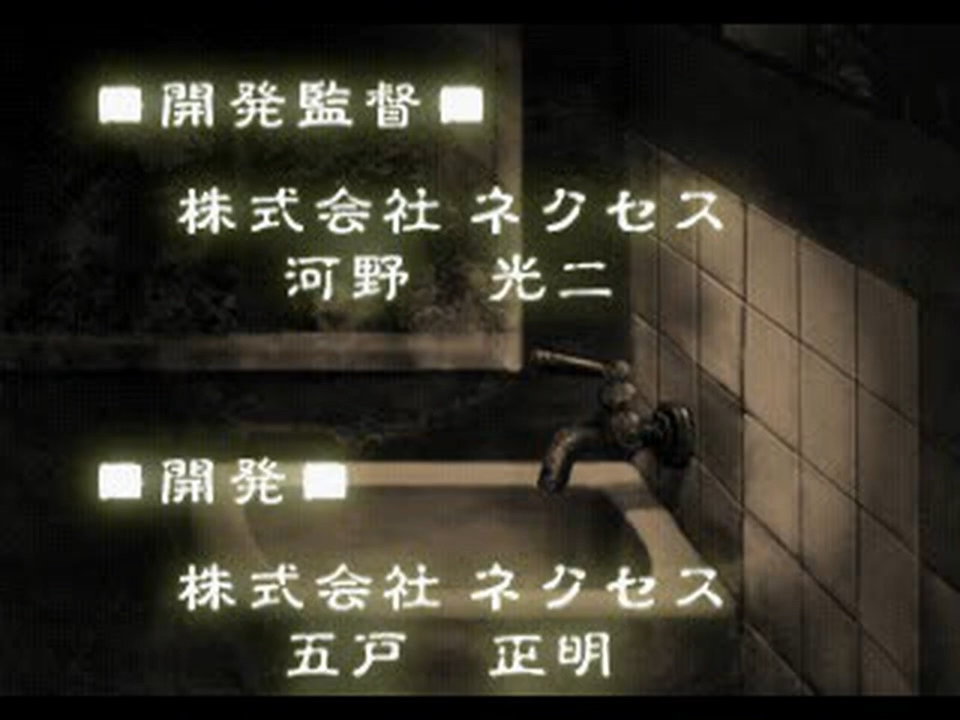 ■開発監督■
株式会社 ネクセス
河野　光二
■開発■
株式会社 ネクセス
五戸　正明